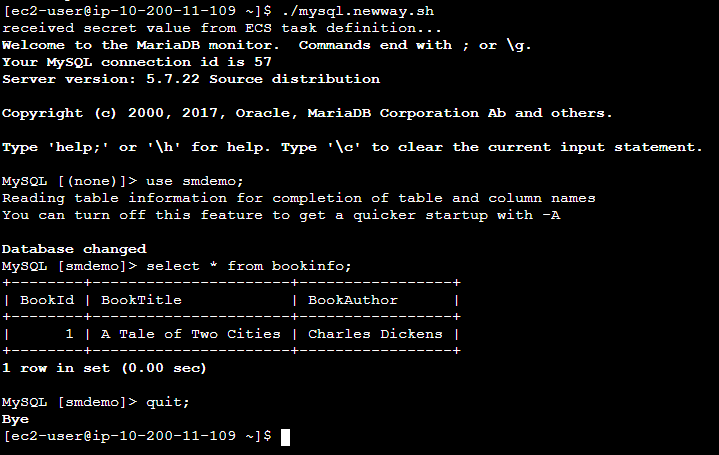 [ec2-user@ip-10-200-11-109 ~]$ ./mysql.newway.sh
received secret value from ECS task definition...
Welcome to the MariaDB monitor.  Commands end with ; or \g.
Your MySQL connection id is 57
Server version: 5.7.22 Source distribution

Copyright (c) 2000, 2017, Oracle, MariaDB Corporation Ab and others.

Type 'help;' or '\h' for help. Type '\c' to clear the current input statement.

MySQL [(none)]> use smdemo;
Reading table information for completion of table and column names
You can turn off this feature to get a quicker startup with -A

Database changed
MySQL [smdemo]> select * from bookinfo;
+--------+----------------------+-----------------+
| BookId | BookTitle            | BookAuthor      |
+--------+----------------------+-----------------+
|      1 | A Tale of Two Cities | Charles Dickens |
+--------+----------------------+-----------------+
1 row in set (0.00 sec)

MySQL [smdemo]> quit;
Bye
[ec2-user@ip-10-200-11-109 ~]$